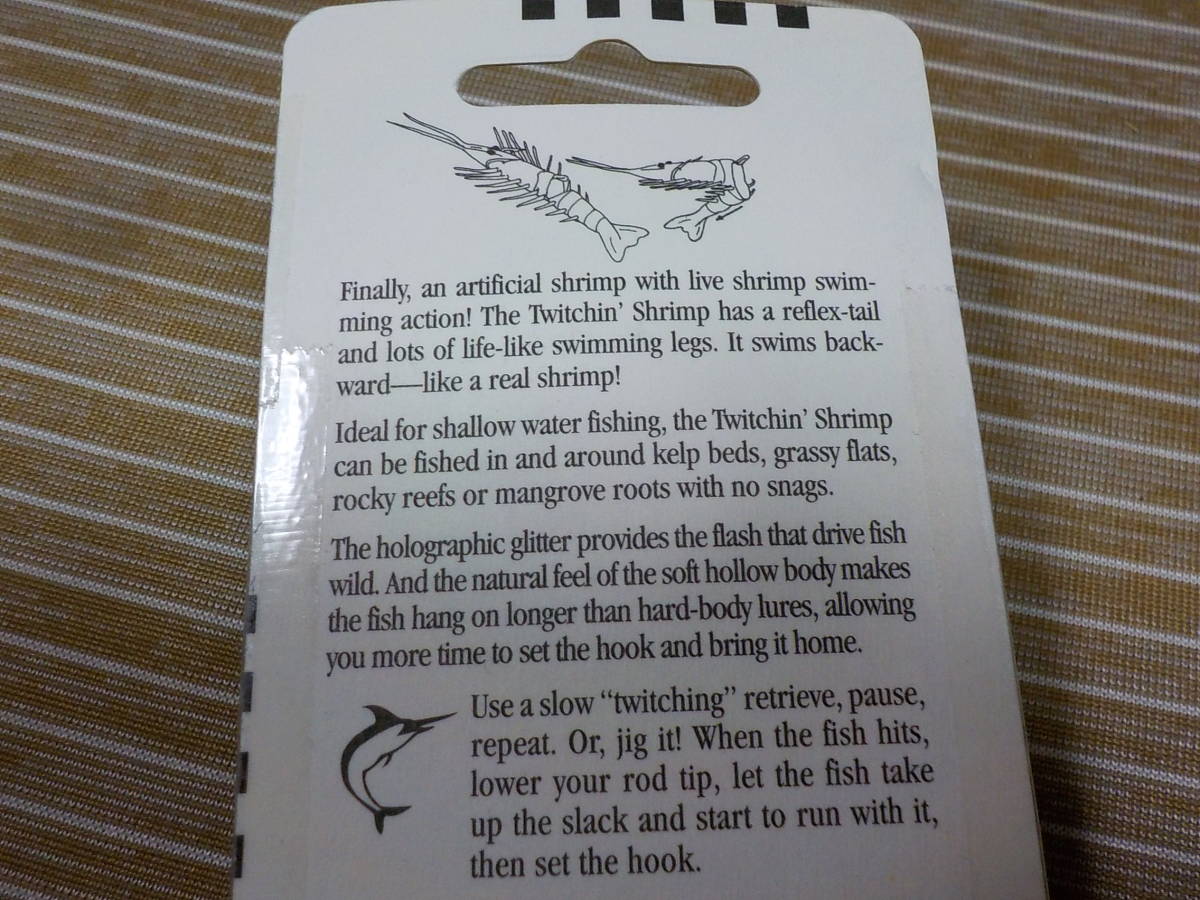 Finally, an artificial shrimp with live shrimp swim-
ming action! The Twitchin' Shrimp has a reflex-tail
and lots of life-like swimming legs. It swims back-
ward—like a real shrimp!
Ideal for shallow water fishing, the Twitchin' Shrimp
can be fished in and around kelp beds, grassy flats,
rocky reefs or mangrove roots with no snags.
The holographic glitter provides the flash that drive fish
wild. And the natural feel of the soft hollow body makes
the fish hang on longer than hard-body lures, allowing
you more time to set the hook and bring it home.
Use a slow “twitching” retrieve, pause,
repeat. Or, jig it! When the fish hits,
lower your rod tip, let the fish take
up the slack and start to run with it,
then set the hook.